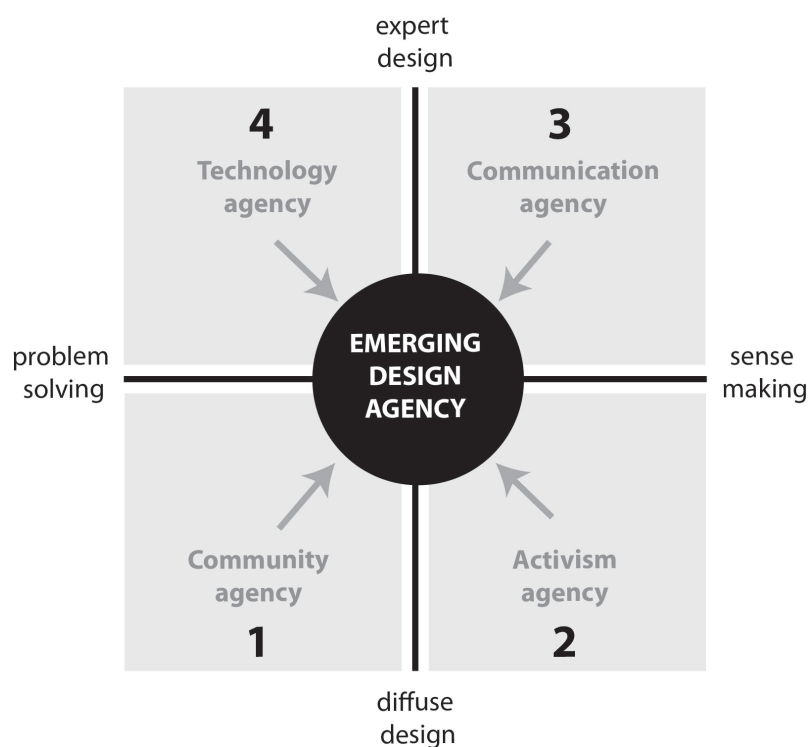 expert
design
4
Technology
agency
3
Communication
agency
problem
solving
EMERGING
DESIGN
AGENCY
sense
making
Community
agency
1
Activism
agency
2
diffuse
design